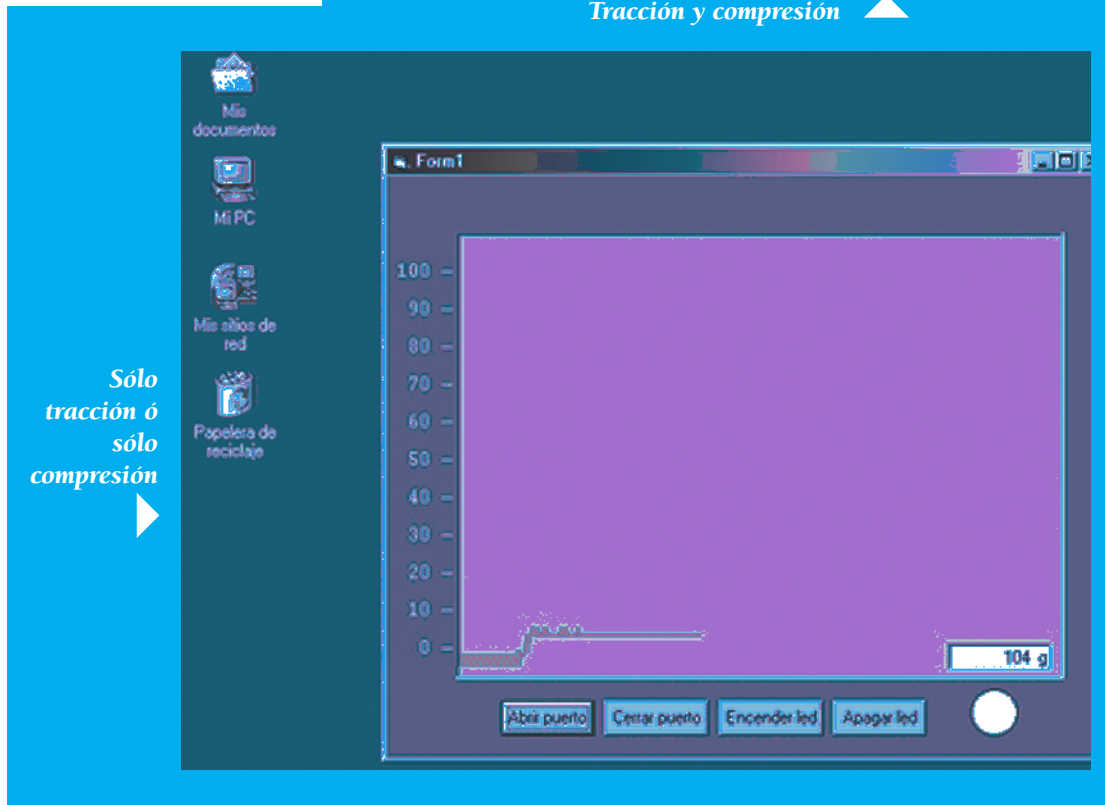 Tracción y compresión
Mis
documentos
Mi PC
Mis sitios de
red
Papelera de
reciclaje
Sólo
tracción ó
sólo
compresión
Form1
100
90
80
70
60
50
40
30
20
10
0
104 g
Abrir puerto
Cerrar puerto
Encender led
Apagar led